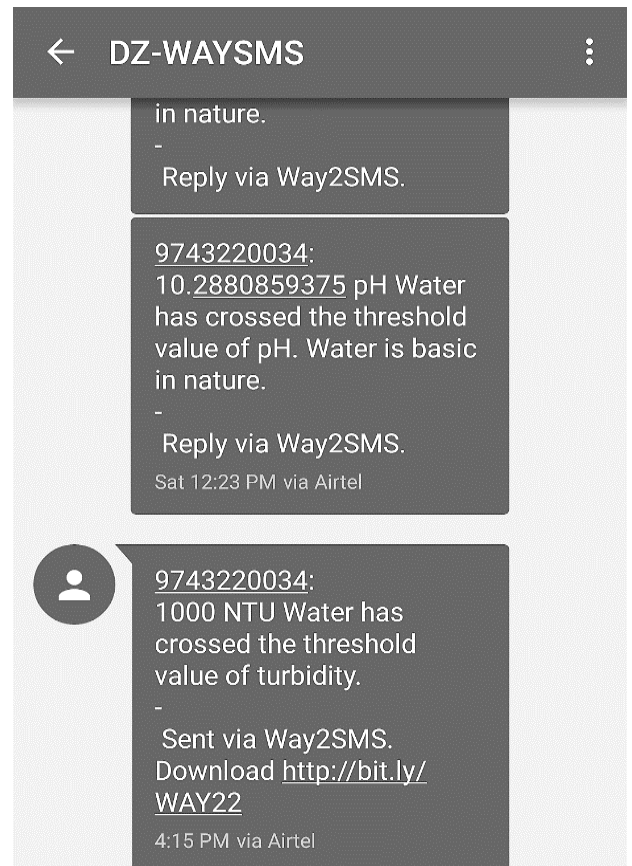 DZ-WAYSMS
in nature.
-
Reply via Way2SMS.
9743220034:
10.2880859375 pH Water
has crossed the threshold
value of pH. Water is basic
in nature.
-
Reply via Way2SMS.
Sat 12:23 PM via Airtel
9743220034:
1000 NTU Water has
crossed the threshold
value of turbidity.
-
Sent via Way2SMS.
Download http://bit.ly/
WAY22
4:15 PM via Airtel